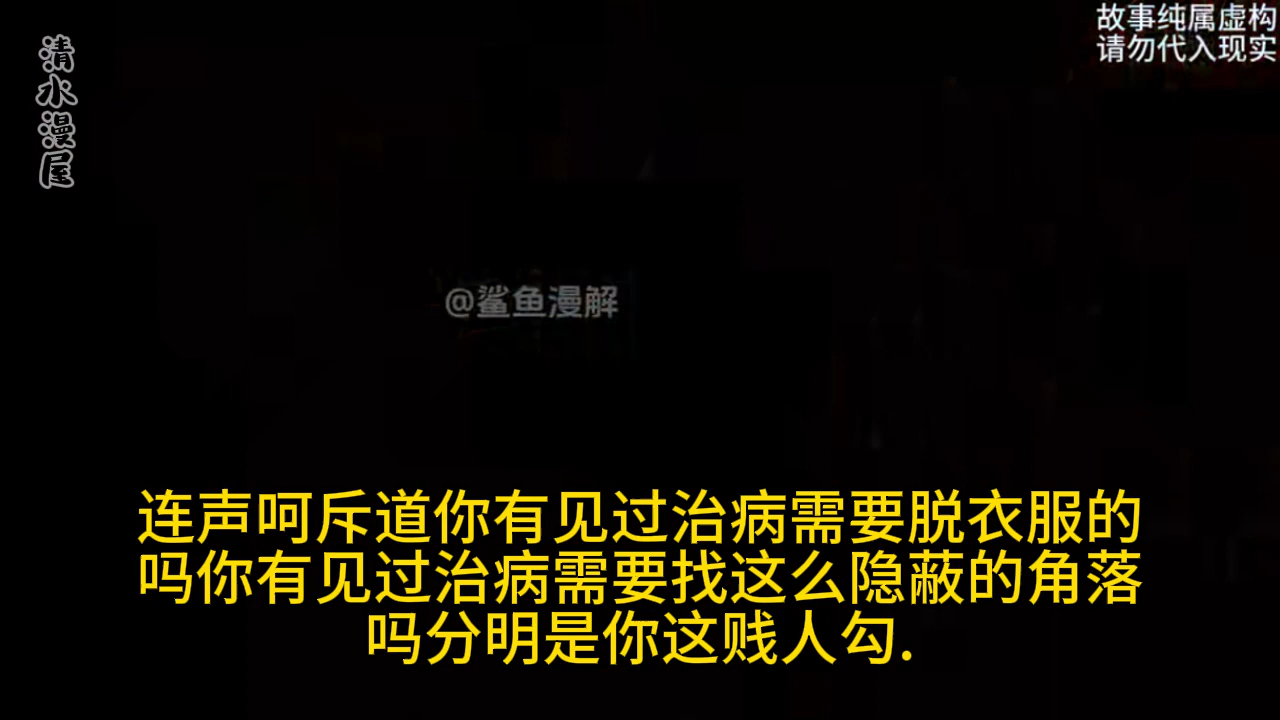 清水漫屋
故事纯属虚构
请勿代入现实
@鲨鱼漫解
连声呵斥道你有见过治病需要脱衣服的
吗你有见过治病需要找这么隐蔽的角落
吗分明是你这贱人勾.